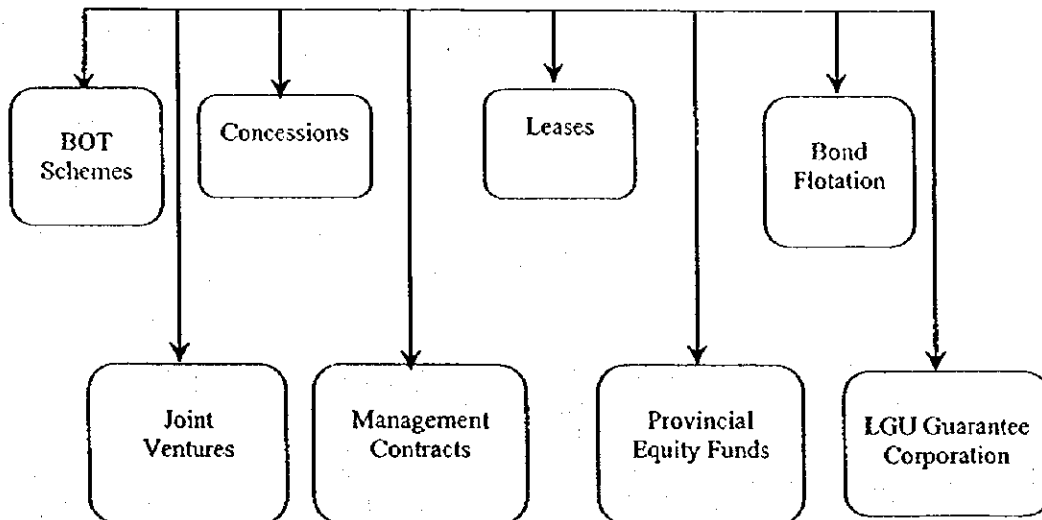 BOT
Schemes
Concessions
Leases
Bond
Flotation
Joint
Ventures
Management
Contracts
Provincial
Equity Funds
LGU Guarantee
Corporation